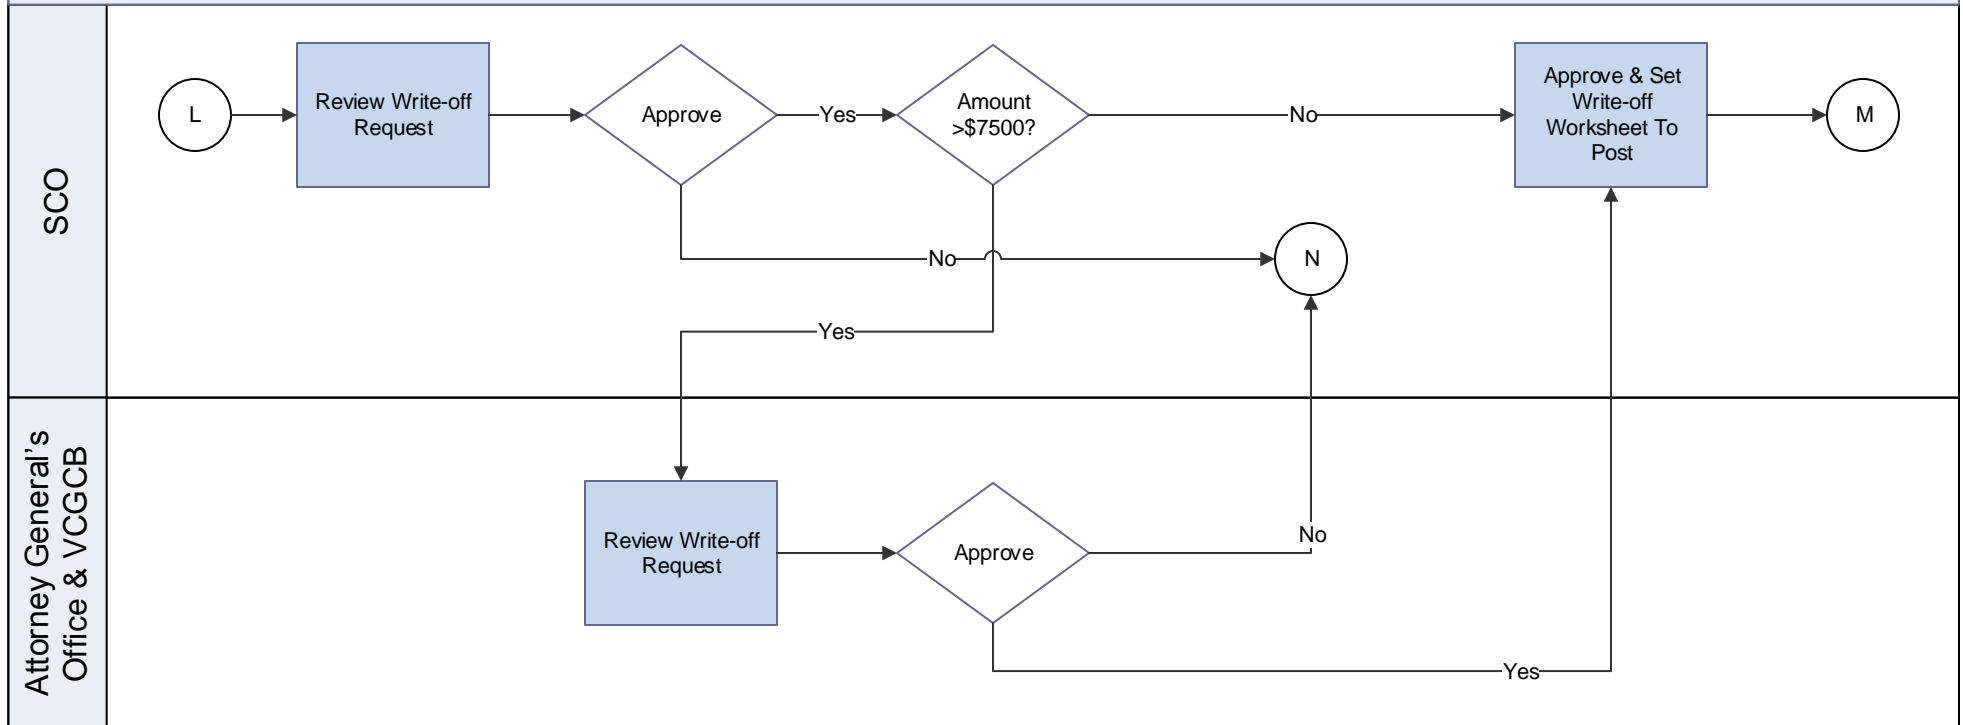 SCO
L
Review Write-off
Request
Approve
Yes
Amount
>$7500?
No
Approve & Set
Write-off
Worksheet To
Post
M
No
N
Yes
Attorney General’s
Office & VCGCB
Review Write-off
Request
Approve
No
Yes